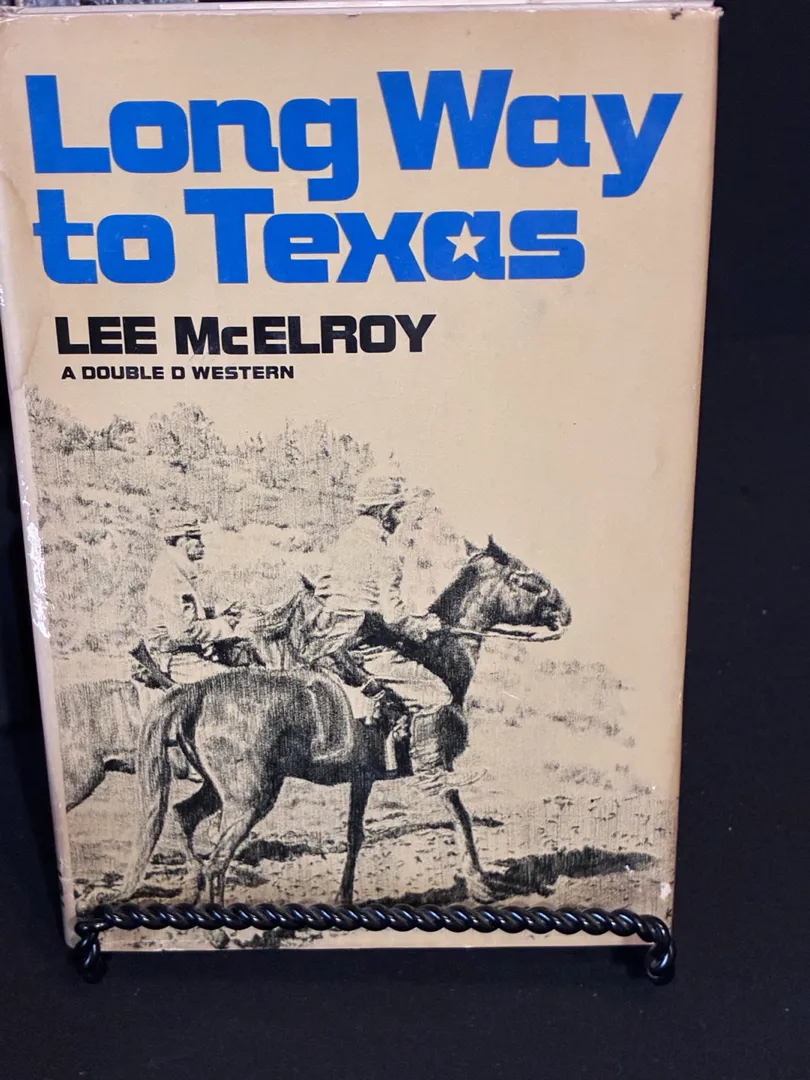 Long Way
to Texas
LEE McELROY
A DOUBLE D WESTERN